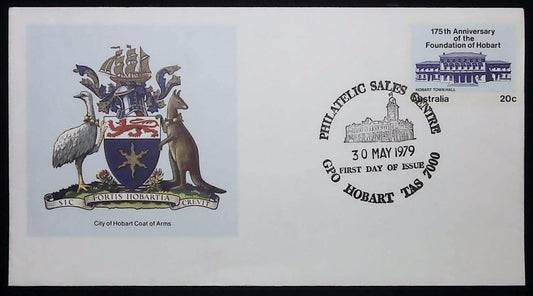 175th Anniversary
of the
Foundation of Hobart
HOBART TOWN HALL
Australia 20c
PHILATELIC SALES CENTRE
30 MAY 1979
FIRST DAY OF ISSUE
GPO HOBART TAS 7000
SIC FORTIS HOBARTIA CREVIT
City of Hobart Coat of Arms